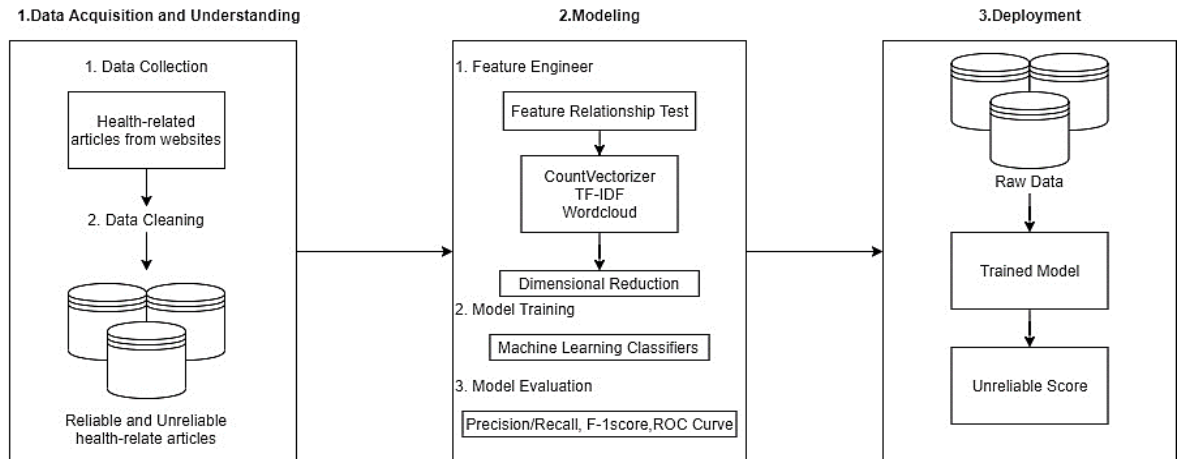 1.Data Acquisition and Understanding
1. Data Collection
Health-related
articles from websites
2. Data Cleaning
Reliable and Unreliable
health-relate articles
2.Modeling
1. Feature Engineer
Feature Relationship Test
CountVectorizer
TF-IDF
Wordcloud
Dimensional Reduction
2. Model Training
Machine Learning Classifiers
3. Model Evaluation
Precision/Recall, F-1score,ROC Curve
3.Deployment
Raw Data
Trained Model
Unreliable Score